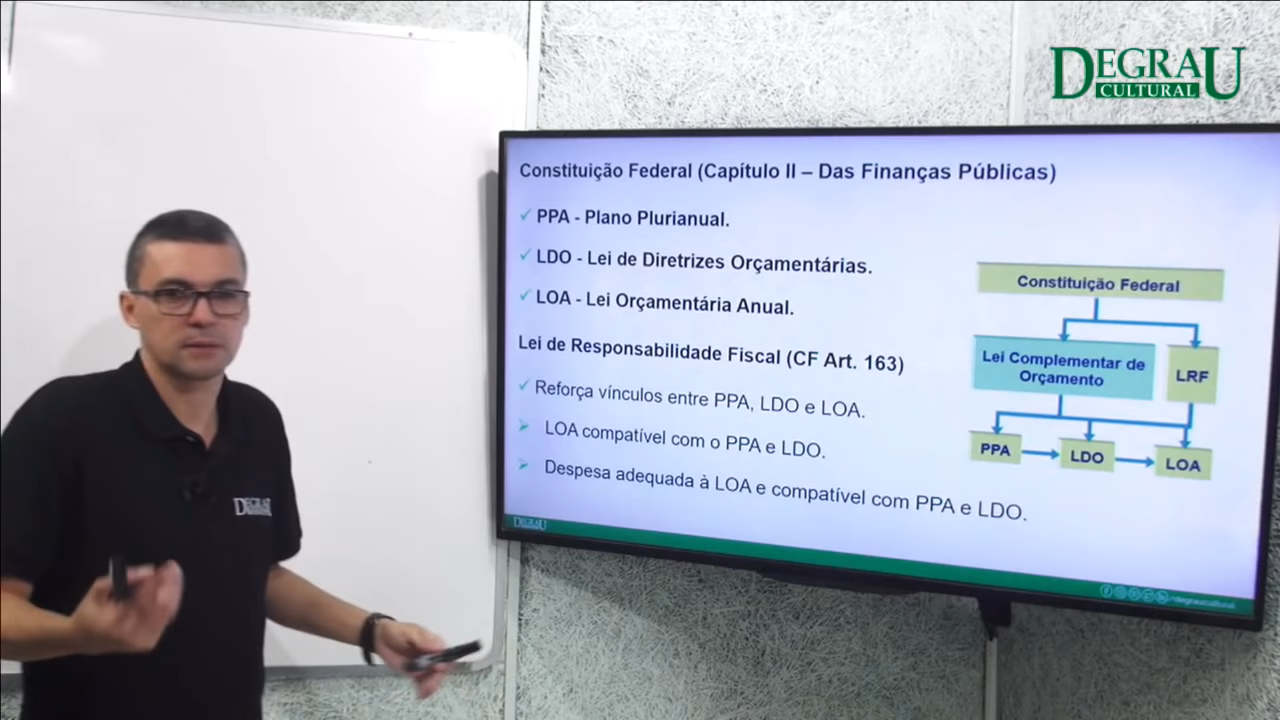 DEGRAU
CULTURAL
Constituição Federal (Capítulo II – Das Finanças Públicas)
PPA - Plano Plurianual.
LDO - Lei de Diretrizes Orçamentárias.
LOA - Lei Orçamentária Anual.
Lei de Responsabilidade Fiscal (CF Art. 163)
Reforça vínculos entre PPA, LDO e LOA.
LOA compatível com o PPA e LDO.
Despesa adequada à LOA e compatível com PPA e LDO.
Constituição Federal
Lei Complementar de
Orçamento
LRF
PPA
LDO
LOA
DEGRAU
CULTURAL
DEGRAU
/degraucultural